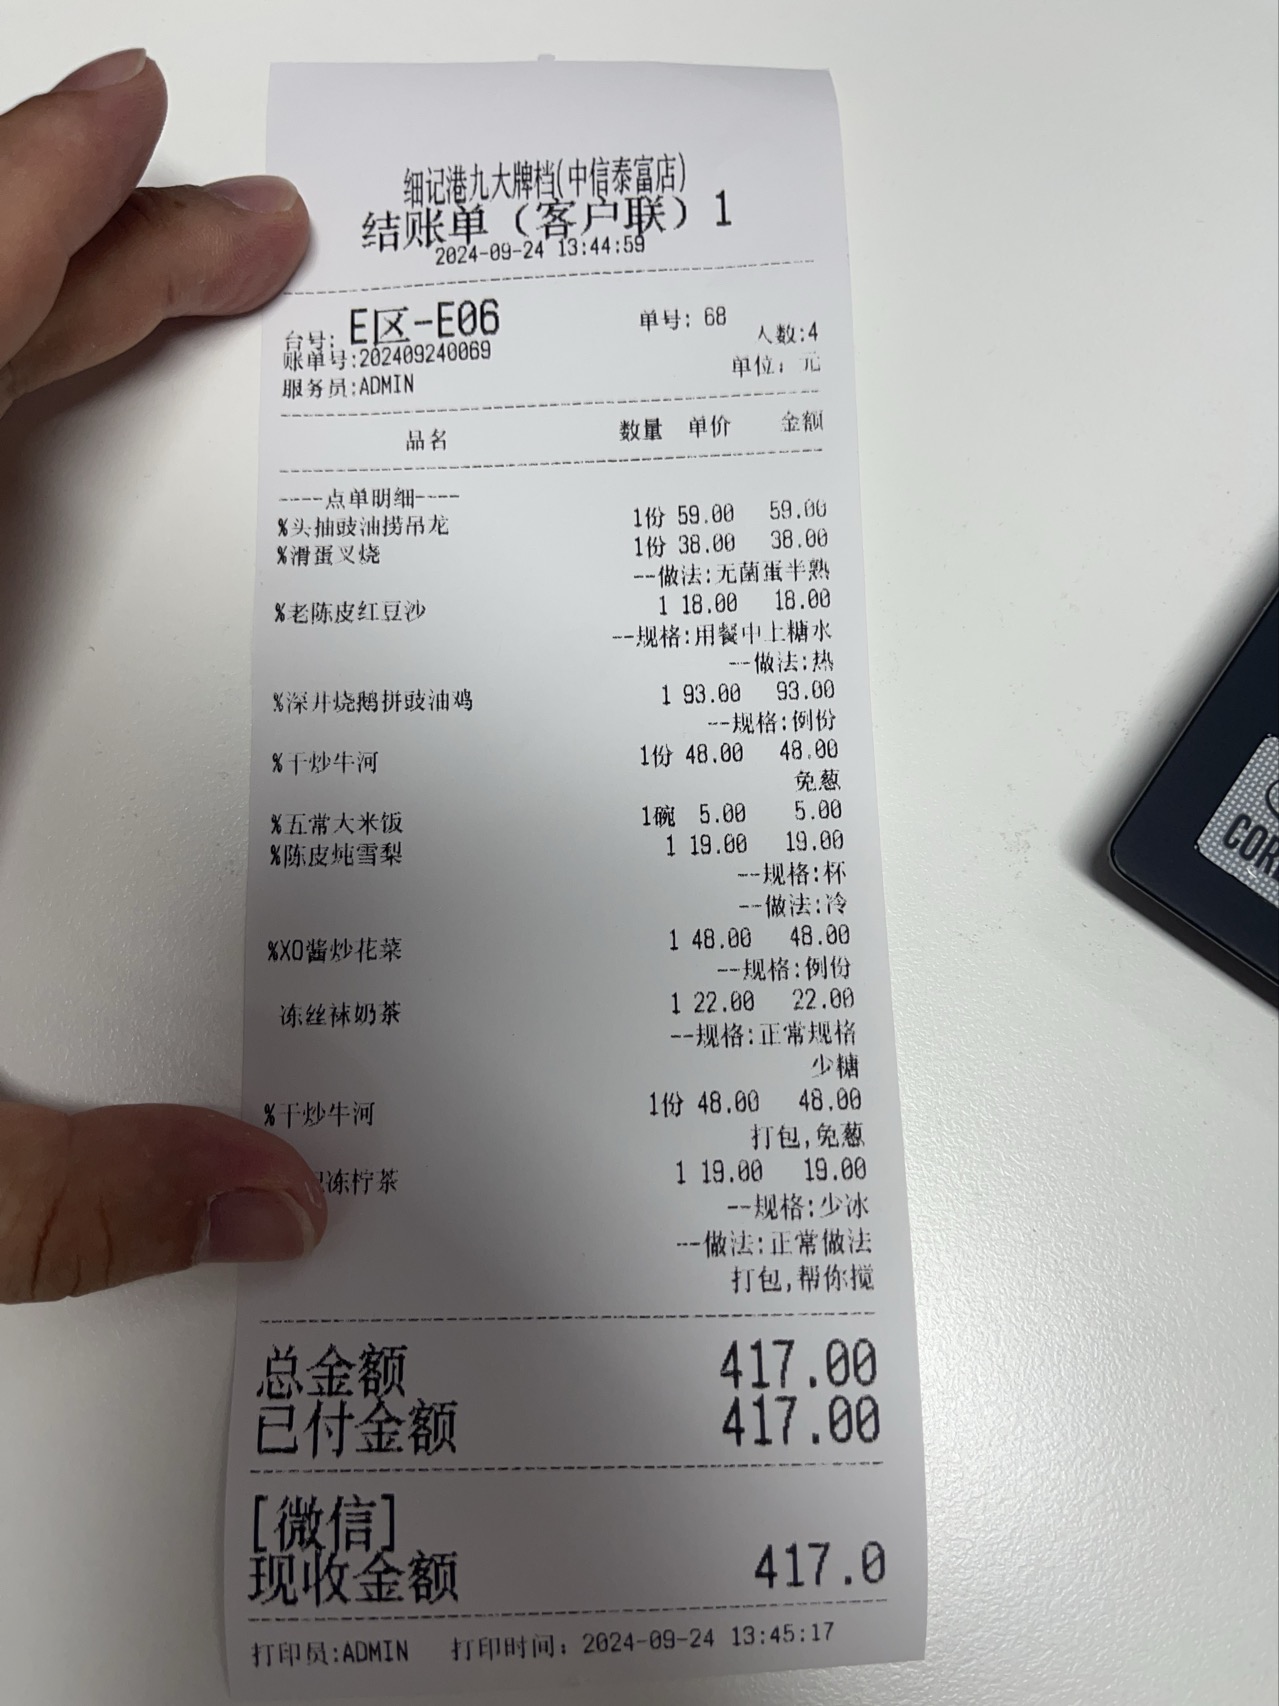 细记港九大牌档(中信泰富店)
结账单（客户联）1
2024-09-24 13:44:59
台号: E区-E06 单号: 68
账单号:202409240069 人数:4
服务员:ADMIN 单位: 元
品名 数量 单价 金额
----点单明细----
%头抽豉油捞吊龙 1份 59.00 59.00
%滑蛋叉烧 1份 38.00 38.00
--做法:无菌蛋半熟
%老陈皮红豆沙 1 18.00 18.00
--规格:用餐中上糖水
--做法:热
%深井烧鹅拼豉油鸡 1 93.00 93.00
--规格:例份
%干炒牛河 1份 48.00 48.00
免葱
%五常大米饭 1碗 5.00 5.00
%陈皮炖雪梨 1 19.00 19.00
--规格:杯
--做法:冷
%XO酱炒花菜 1 48.00 48.00
--规格:例份
冻丝袜奶茶 1 22.00 22.00
--规格:正常规格
少糖
%干炒牛河 1份 48.00 48.00
打包,免葱
冻柠茶 1 19.00 19.00
--规格:少冰
--做法:正常做法
打包,帮你搅
总金额 417.00
已付金额 417.00
[微信]
现收金额 417.0
打印员:ADMIN 打印时间: 2024-09-24 13:45:17